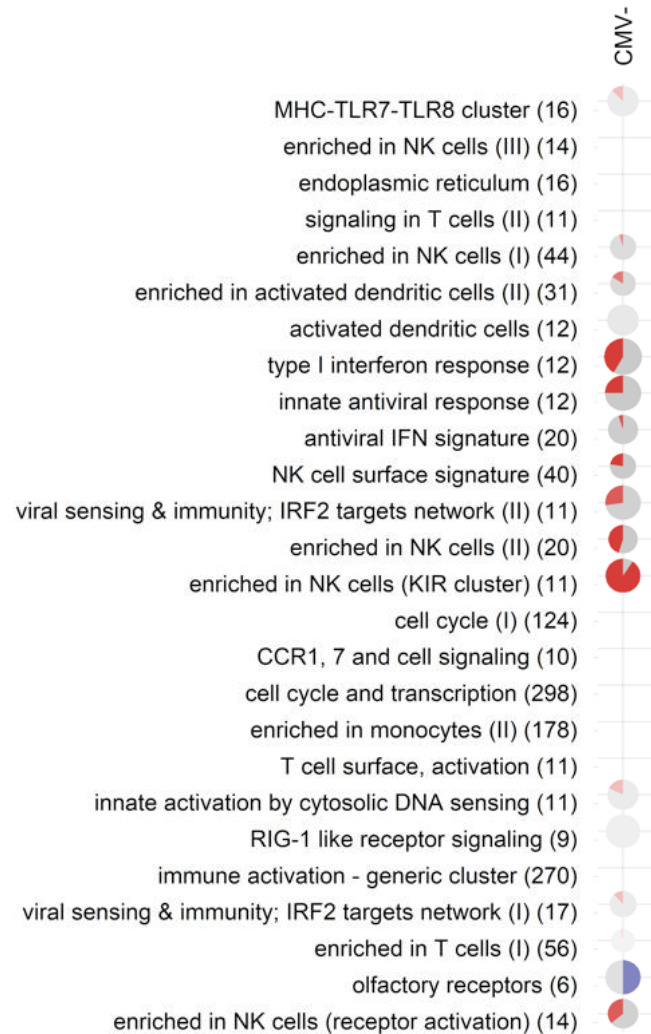 CMV-
MHC-TLR7-TLR8 cluster (16)
enriched in NK cells (III) (14)
endoplasmic reticulum (16)
signaling in T cells (II) (11)
enriched in NK cells (I) (44)
enriched in activated dendritic cells (II) (31)
activated dendritic cells (12)
type I interferon response (12)
innate antiviral response (12)
antiviral IFN signature (20)
NK cell surface signature (40)
viral sensing & immunity; IRF2 targets network (II) (11)
enriched in NK cells (II) (20)
enriched in NK cells (KIR cluster) (11)
cell cycle (I) (124)
CCR1, 7 and cell signaling (10)
cell cycle and transcription (298)
enriched in monocytes (II) (178)
T cell surface, activation (11)
innate activation by cytosolic DNA sensing (11)
RIG-1 like receptor signaling (9)
immune activation - generic cluster (270)
viral sensing & immunity; IRF2 targets network (I) (17)
enriched in T cells (I) (56)
olfactory receptors (6)
enriched in NK cells (receptor activation) (14)